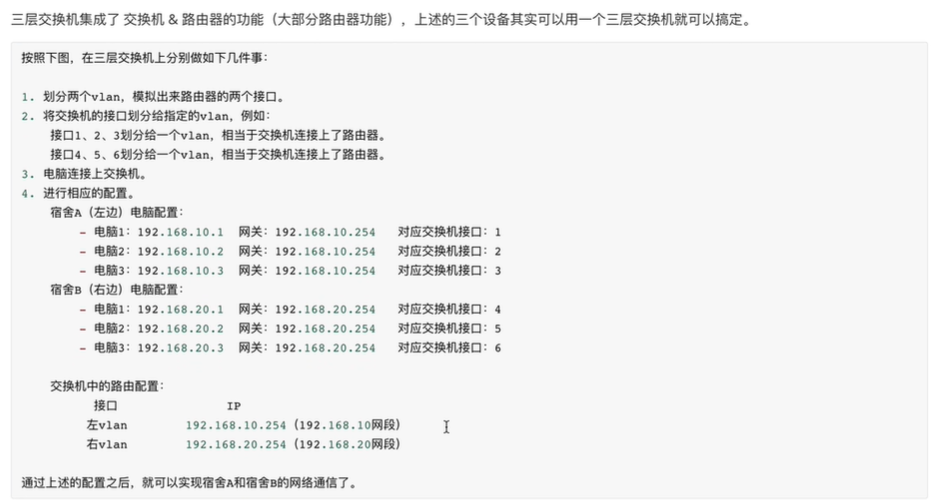 三层交换机集成了 交换机 & 路由器的功能（大部分路由器功能），上述的三个设备其实可以用一个三层交换机就可以搞定。
按照下图，在三层交换机上分别做如下几件事：
1. 划分两个vlan，模拟出来路由器的两个接口。
2. 将交换机的接口划分给指定的vlan，例如：
接口1、2、3划分给一个vlan，相当于交换机连接上了路由器。
接口4、5、6划分给一个vlan，相当于交换机连接上了路由器。
3. 电脑连接上交换机。
4. 进行相应的配置。
宿舍A（左边）电脑配置：
- 电脑1：192.168.10.1 网关：192.168.10.254 对应交换机接口：1
- 电脑2：192.168.10.2 网关：192.168.10.254 对应交换机接口：2
- 电脑3：192.168.10.3 网关：192.168.10.254 对应交换机接口：3
宿舍B（右边）电脑配置：
- 电脑1：192.168.20.1 网关：192.168.20.254 对应交换机接口：4
- 电脑2：192.168.20.2 网关：192.168.20.254 对应交换机接口：5
- 电脑3：192.168.20.3 网关：192.168.20.254 对应交换机接口：6
交换机中的路由配置：
接口 IP
左vlan 192.168.10.254（192.168.10网段）
右vlan 192.168.20.254（192.168.20网段）
通过上述的配置之后，就可以实现宿舍A和宿舍B的网络通信了。